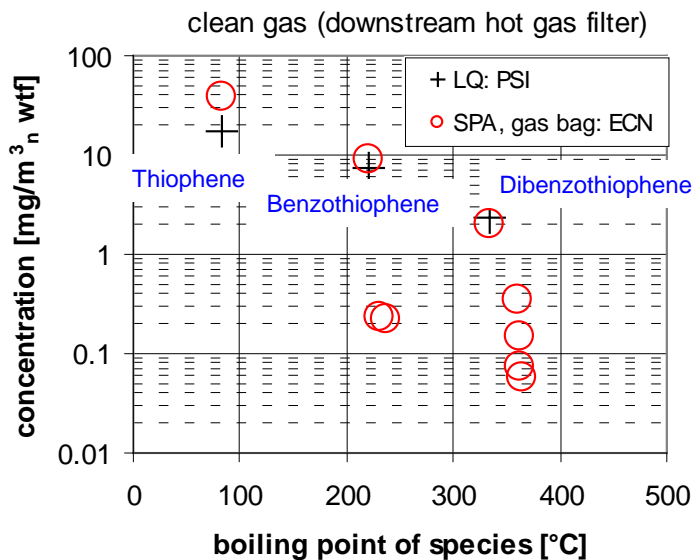 clean gas (downstream hot gas filter)
concentration [mg/m³ₙ wtf]
100
10
1
0.1
0.01
LQ: PSI
SPA, gas bag: ECN
Thiophene
Benzothiophene
Dibenzothiophene
0 100 200 300 400 500
boiling point of species [°C]